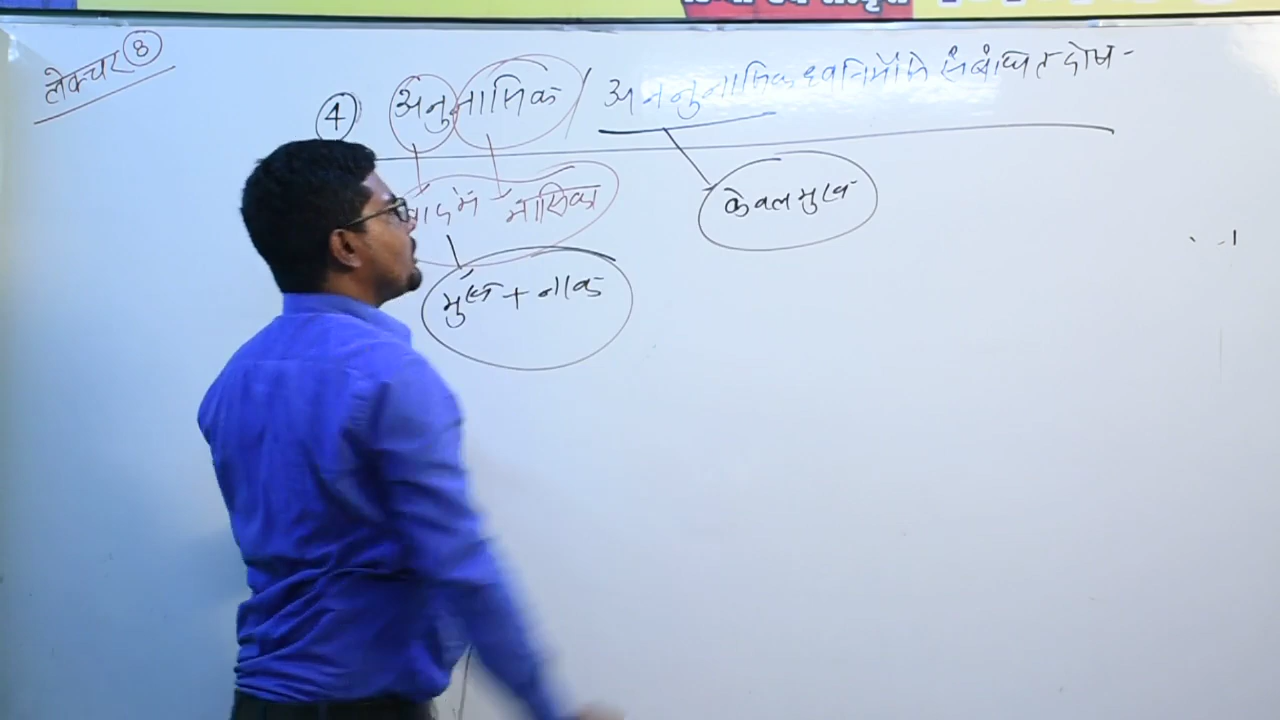 लेक्चर 8
4 अनुनासिक / अननुनासिक ध्वनियों से संबंधित दोष -
बाद में नासिका
केवल मुख
मुख + नाक